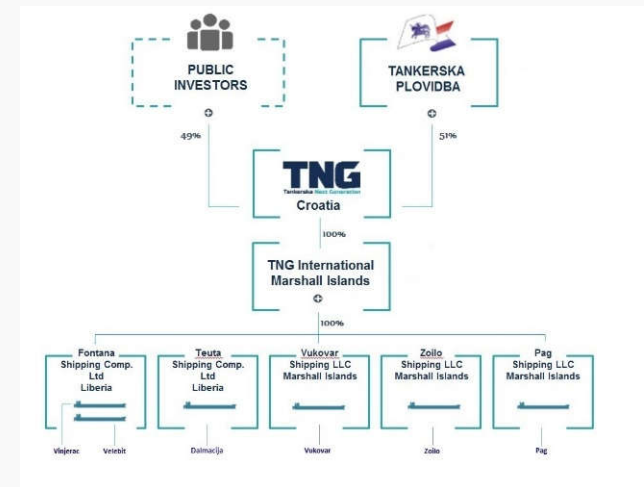 PUBLIC
INVESTORS
TANKERSKA
PLOVIDBA
49%
51%
TNG
Tankerska Next Generation
Croatia
100%
TNG International
Marshall Islands
100%
Fontana
Shipping Comp.
Ltd
Liberia
Teuta
Shipping Comp.
Ltd
Liberia
Vukovar
Shipping LLC
Marshall Islands
Zoilo
Shipping LLC
Marshall Islands
Pag
Shipping LLC
Marshall Islands
Vinjerac
Velebit
Dalmacija
Vukovar
Zoilo
Pag